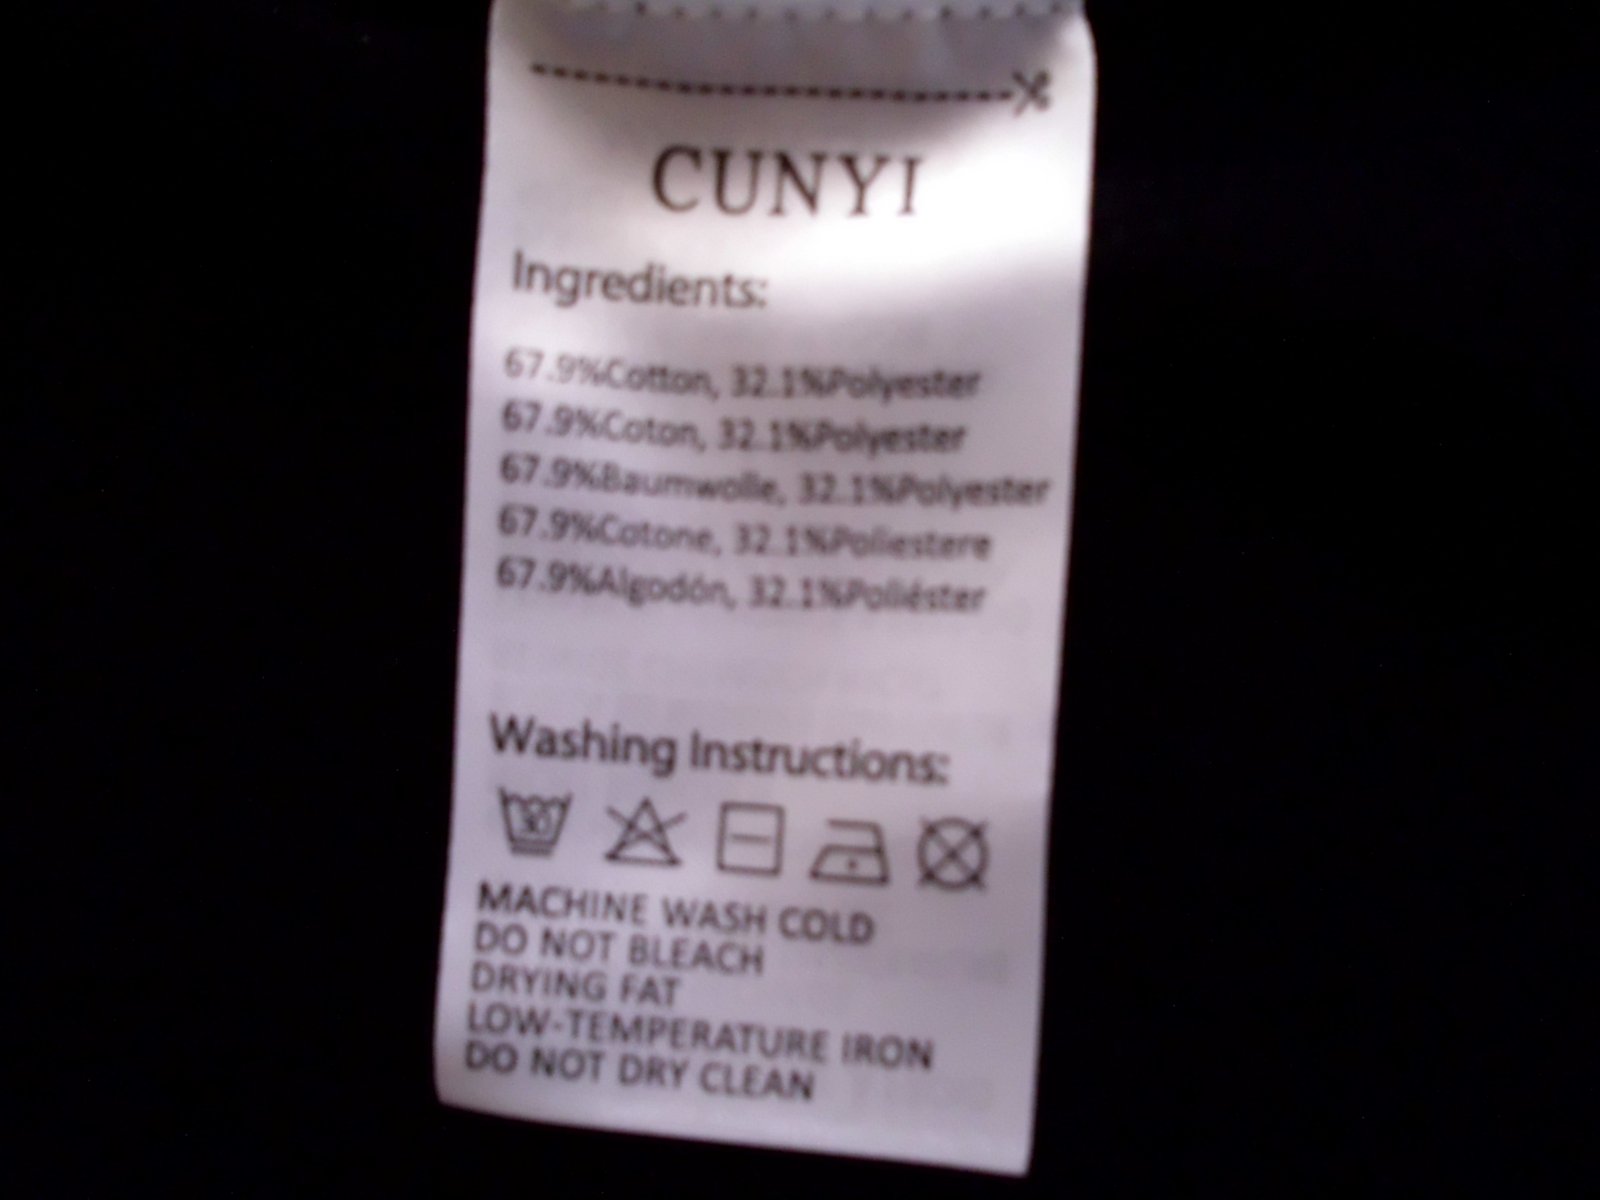 CUNYI
Ingredients:
67.9%Cotton, 32.1%Polyester
67.9%Coton, 32.1%Polyester
67.9%Baumwolle, 32.1%Polyester
67.9%Cotone, 32.1%Poliestere
67.9%Algodón, 32.1%Poliéster
Washing Instructions:
30
MACHINE WASH COLD
DO NOT BLEACH
DRYING FAT
LOW-TEMPERATURE IRON
DO NOT DRY CLEAN